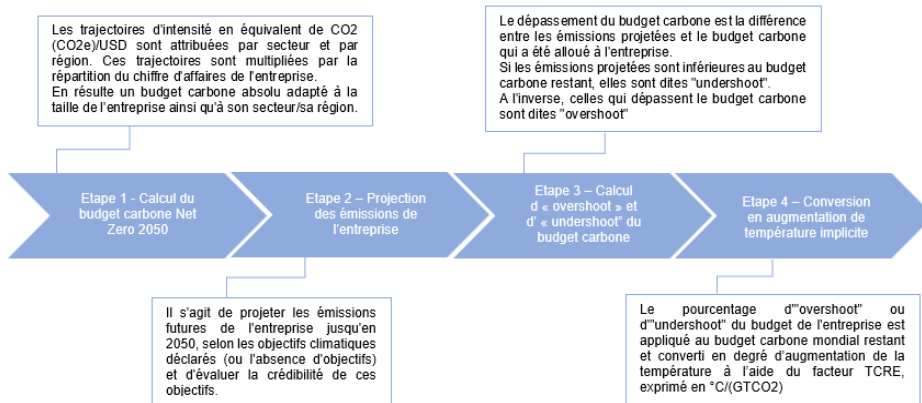 Les trajectoires d'intensité en équivalent de CO2
(CO2e)/USD sont attribuées par secteur et par
région. Ces trajectoires sont multipliées par la
répartition du chiffre d'affaires de l'entreprise.
En résulte un budget carbone absolu adapté à la
taille de l'entreprise ainsi qu'à son secteur/sa région.
Le dépassement du budget carbone est la différence
entre les émissions projetées et le budget carbone
qui a été alloué à l'entreprise.
Si les émissions projetées sont inférieures au budget
carbone restant, elles sont dites "undershoot".
A l'inverse, celles qui dépassent le budget carbone
sont dites "overshoot"
Etape 1 - Calcul du
budget carbone Net
Zero 2050
Etape 2 – Projection
des émissions de
l'entreprise
Etape 3 – Calcul
d « overshoot » et
d' « undershoot" du
budget carbone
Etape 4 – Conversion
en augmentation de
température implicite
Il s'agit de projeter les émissions
futures de l'entreprise jusqu'en
2050, selon les objectifs climatiques
déclarés (ou l'absence d'objectifs)
et d'évaluer la crédibilité de ces
objectifs.
Le pourcentage d'"overshoot" ou
d'"undershoot" du budget de l'entreprise est
appliqué au budget carbone mondial restant
et converti en degré d'augmentation de la
température à l'aide du facteur TCRE,
exprimé en °C/(GTCO2)